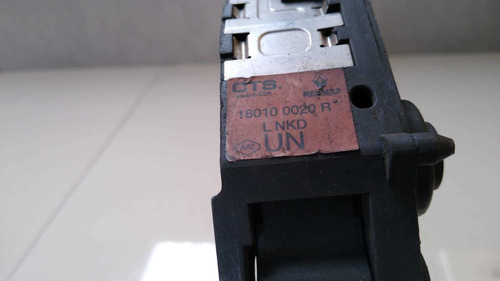 CTS. RENAULT
18010 0020 R
LNKD
UN